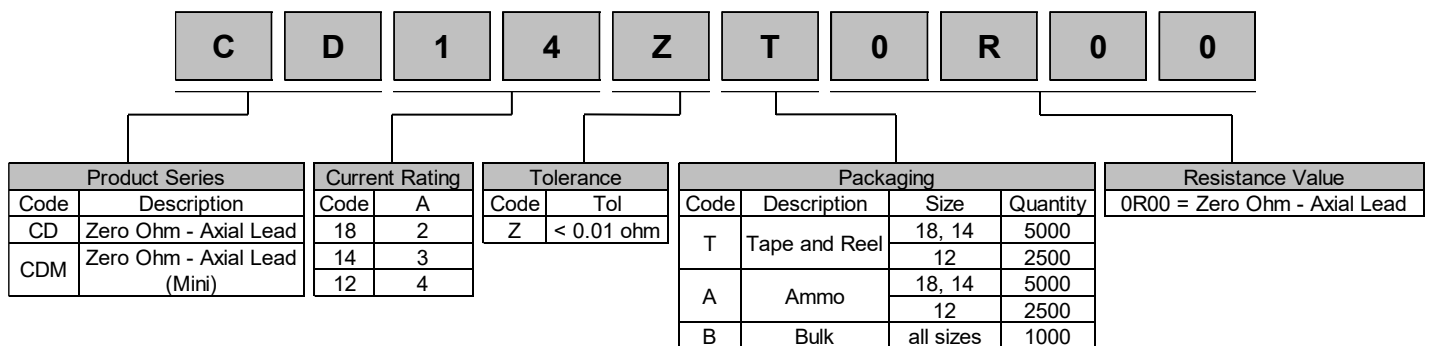 C D 1 4 Z T 0 R 0 0
Product Series
Code Description
CD Zero Ohm - Axial Lead
CDM Zero Ohm - Axial Lead
(Mini)
Current Rating
Code A
18 2
14 3
12 4
Tolerance
Code Tol
Z < 0.01 ohm
Packaging
Code Description Size Quantity
T Tape and Reel 18, 14 5000
12 2500
A Ammo 18, 14 5000
12 2500
B Bulk all sizes 1000
Resistance Value
0R00 = Zero Ohm - Axial Lead